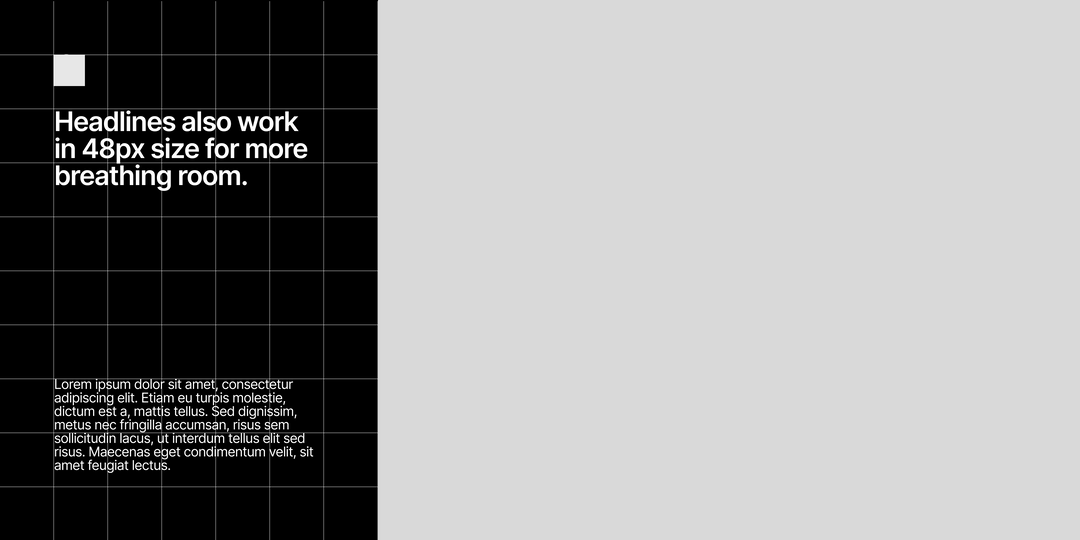 Headlines also work
in 48px size for more
breathing room.
Lorem ipsum dolor sit amet, consectetur
adipiscing elit. Etiam eu turpis molestie,
dictum est a, mattis tellus. Sed dignissim,
metus nec fringilla accumsan, risus sem
sollicitudin lacus, ut interdum tellus elit sed
risus. Maecenas eget condimentum velit, sit
amet feugiat lectus.